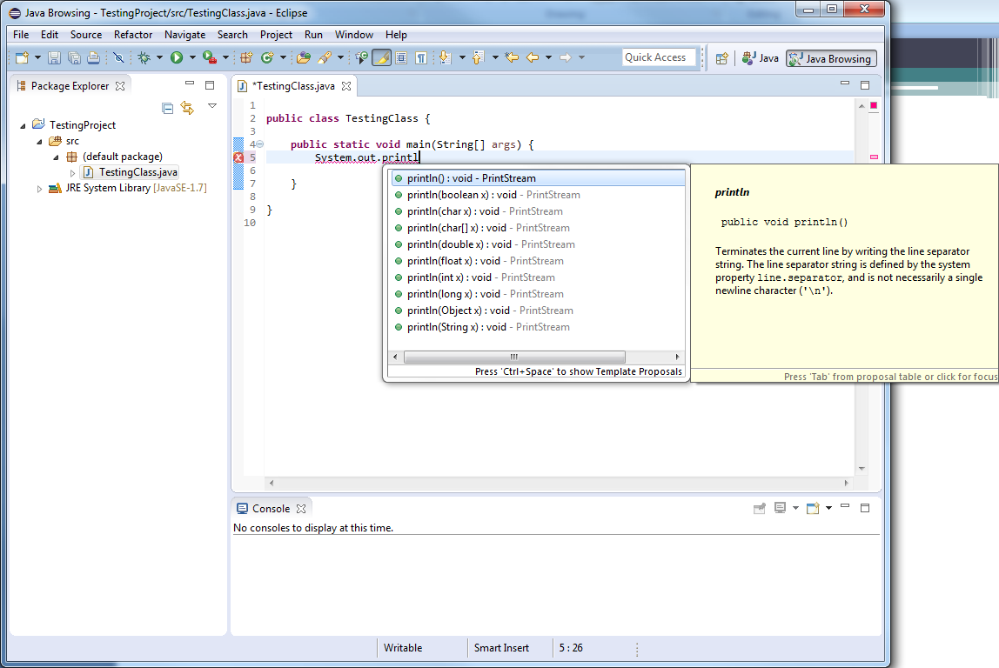 Java Browsing - TestingProject/src/TestingClass.java - Eclipse
File Edit Source Refactor Navigate Search Project Run Window Help
Quick Access
Java
Java Browsing
Package Explorer
TestingProject
src
(default package)
TestingClass.java
JRE System Library [JavaSE-1.7]
*TestingClass.java
1
2 public class TestingClass {
3
4 public static void main(String[] args) {
5 System.out.printl
6
7 }
8
9 }
10
println() : void - PrintStream
println(boolean x) : void - PrintStream
println(char x) : void - PrintStream
println(char[] x) : void - PrintStream
println(double x) : void - PrintStream
println(float x) : void - PrintStream
println(int x) : void - PrintStream
println(long x) : void - PrintStream
println(Object x) : void - PrintStream
println(String x) : void - PrintStream
Press 'Ctrl+Space' to show Template Proposals
println
public void println()
Terminates the current line by writing the line separator
string. The line separator string is defined by the system
property line.separator, and is not necessarily a single
newline character ('\n').
Press 'Tab' from proposal table or click for focus
Console
No consoles to display at this time.
Writable
Smart Insert
5 : 26